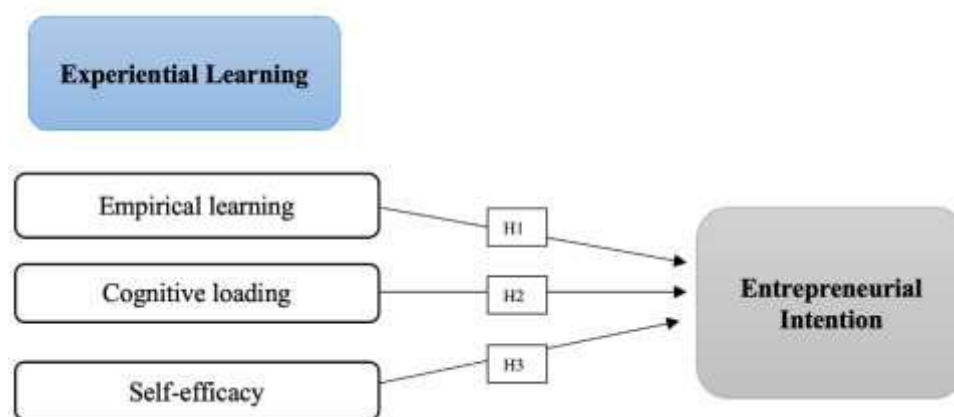 Experiential Learning
Empirical learning
H1
Cognitive loading
H2
Entrepreneurial
Intention
H3
Self-efficacy